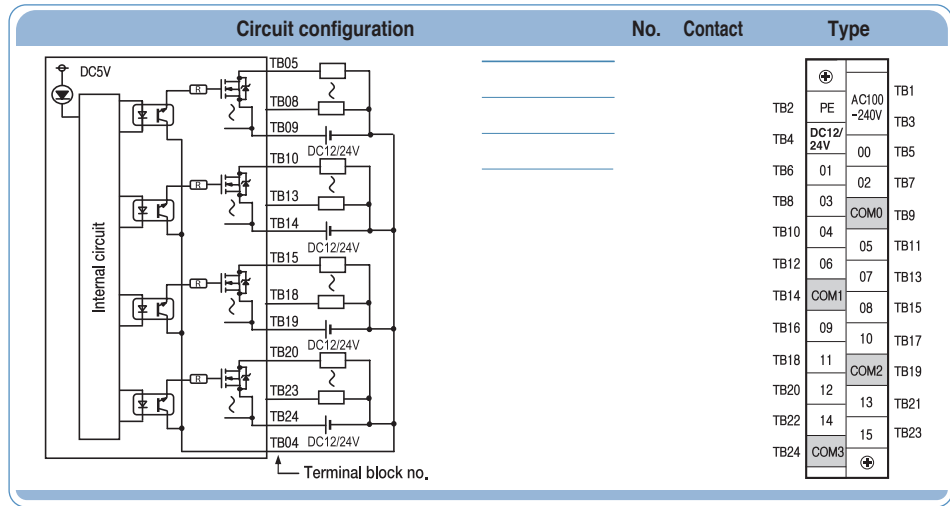 Circuit configuration No. Contact Type
DC5V
Internal circuit
R
R
R
R
TB05
TB08
TB09
DC12/24V
TB10
TB13
TB14
DC12/24V
TB15
TB18
TB19
DC12/24V
TB20
TB23
TB24
TB04 DC12/24V
Terminal block no.
TB2
TB4
TB6
TB8
TB10
TB12
TB14
TB16
TB18
TB20
TB22
TB24
PE
DC12/
24V
01
03
04
06
COM1
09
11
12
14
COM3
AC100
-240V
00
02
COM0
05
07
08
10
COM2
13
15
TB1
TB3
TB5
TB7
TB9
TB11
TB13
TB15
TB17
TB19
TB21
TB23